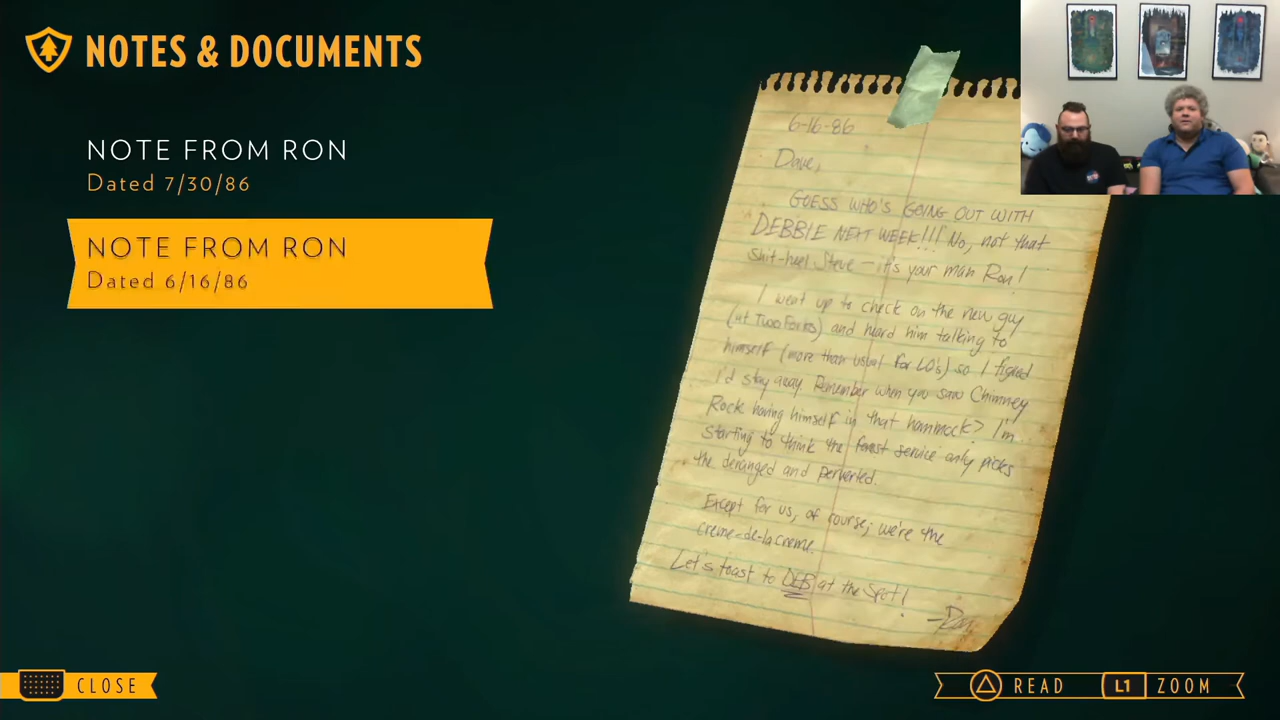 NOTES & DOCUMENTS
NOTE FROM RON
Dated 7/30/86
NOTE FROM RON
Dated 6/16/86
6-16-86
Dave,
GUESS WHO'S GOING OUT WITH
DEBBIE NEXT WEEK!!! No, not that
shit-heel Steve - it's your man Ron!
I went up to check on the new guy
(at Two Forks) and heard him talking to
himself (more than usual for LO's) so I figured
I'd stay away. Remember when you saw Chimney
Rock having himself in that hammock? I'm
starting to think the forest service only picks
the deranged and perverted.
Except for us, of course; we're the
creme-de-la creme.
Let's toast to DEB at the spot!
CLOSE
READ
L1
ZOOM